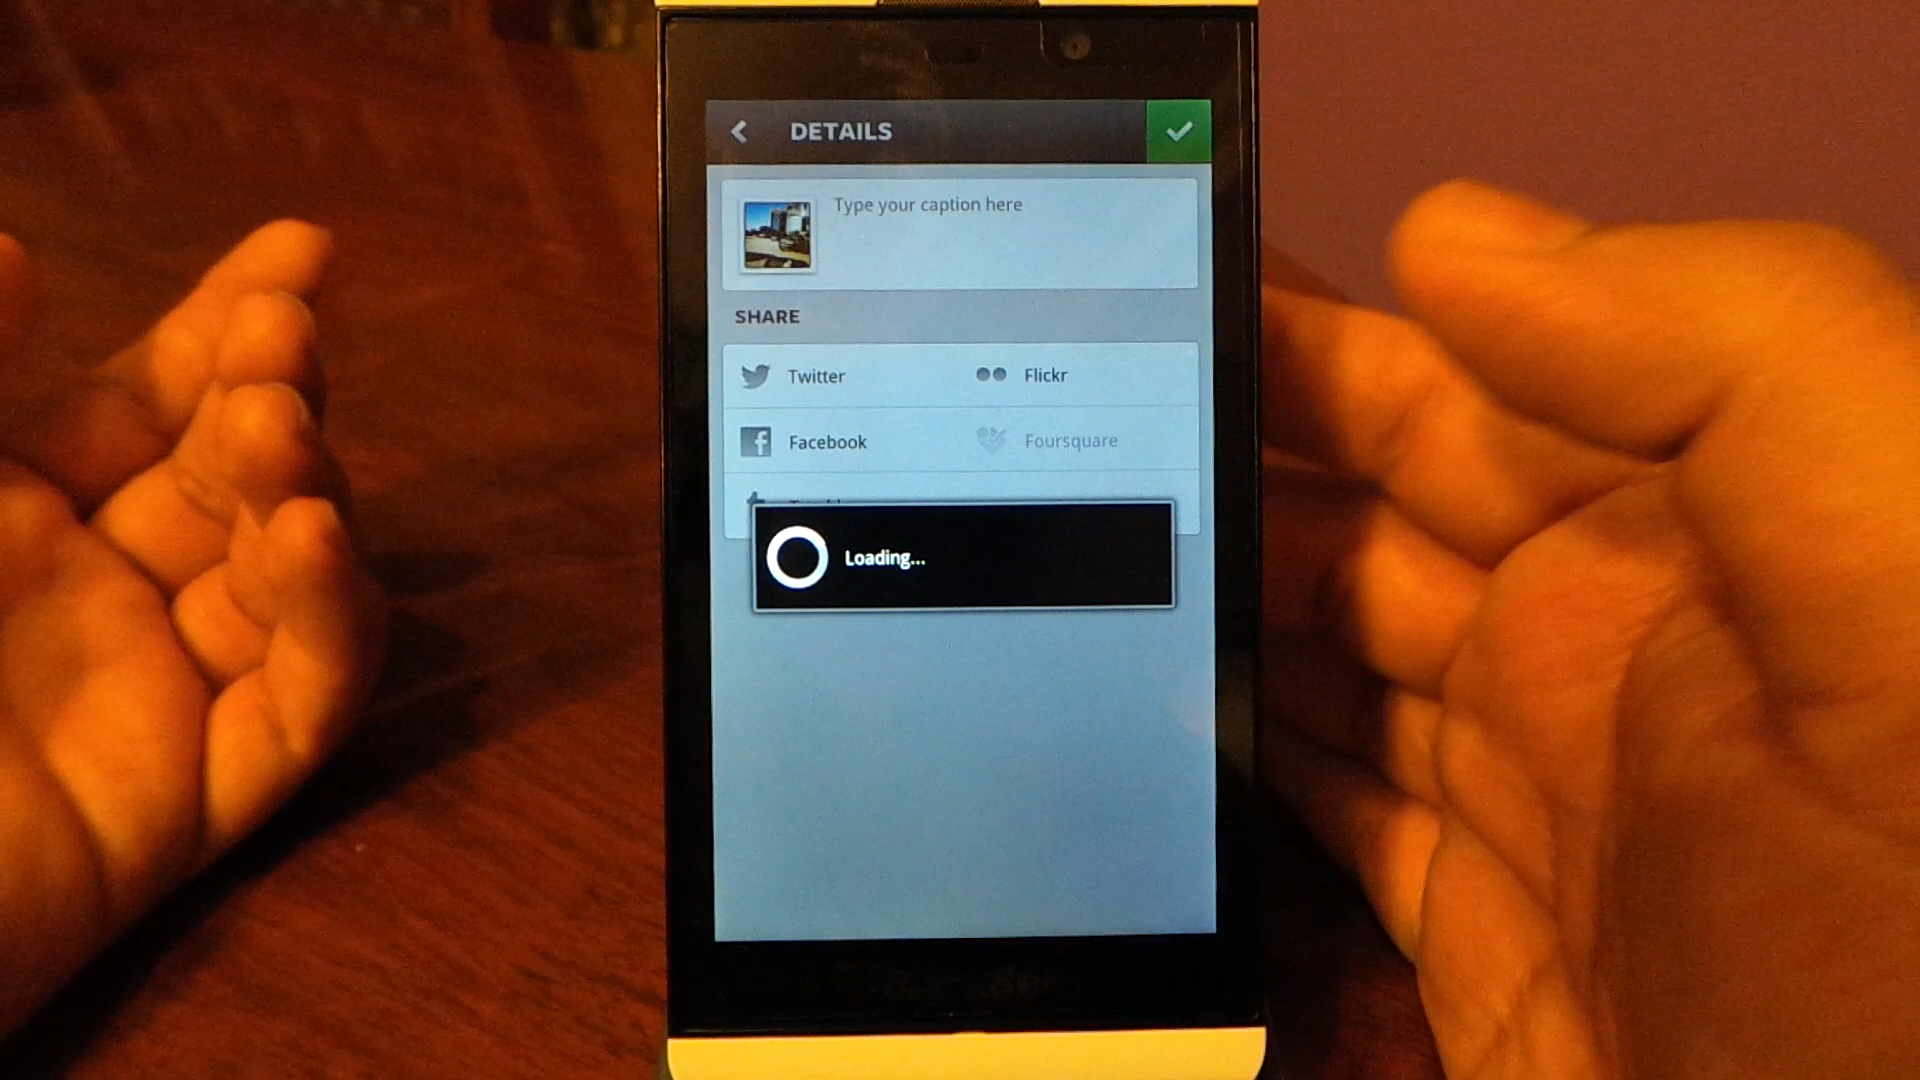 DETAILS
Type your caption here
SHARE
Twitter
Flickr
Facebook
Foursquare
Loading...